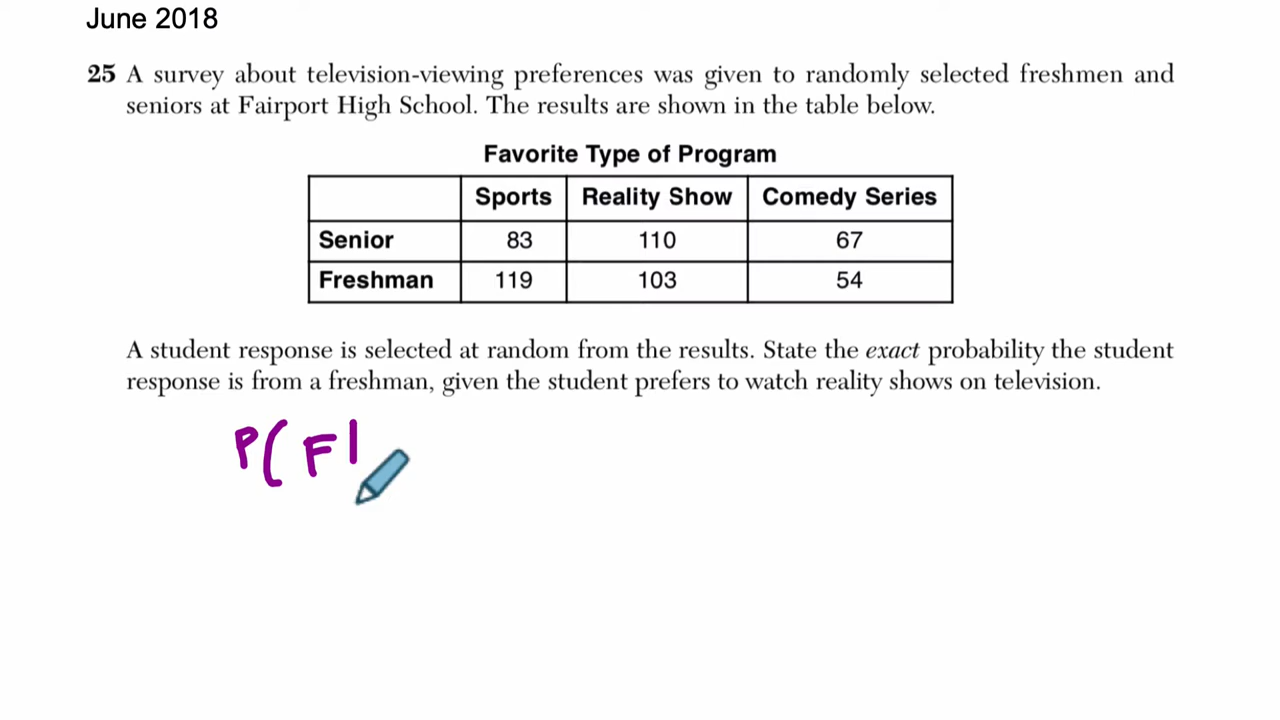 June 2018
25 A survey about television-viewing preferences was given to randomly selected freshmen and
seniors at Fairport High School. The results are shown in the table below.
Favorite Type of Program
Sports Reality Show Comedy Series
Senior 83 110 67
Freshman 119 103 54
A student response is selected at random from the results. State the exact probability the student
response is from a freshman, given the student prefers to watch reality shows on television.
P( F |